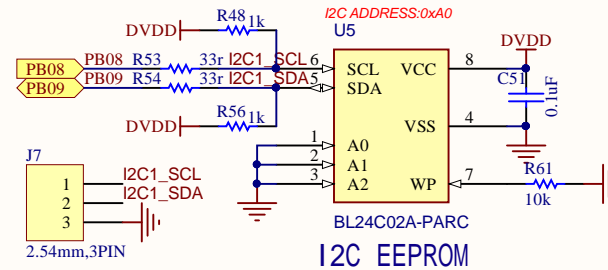 I2C ADDRESS:0xA0
R48
1k
DVDD
U5
DVDD
PB08 PB08 R53 33r I2C1_SCL 6 SCL VCC 8
PB09 PB09 R54 33r I2C1_SDA 5 SDA
C51
0.1uF
DVDD
R56
1k
VSS 4
1 A0
2 A1
3 A2
WP 7
R61
10k
J7
1 I2C1_SCL
2 I2C1_SDA
3
2.54mm,3PIN
BL24C02A-PARC
I2C EEPROM